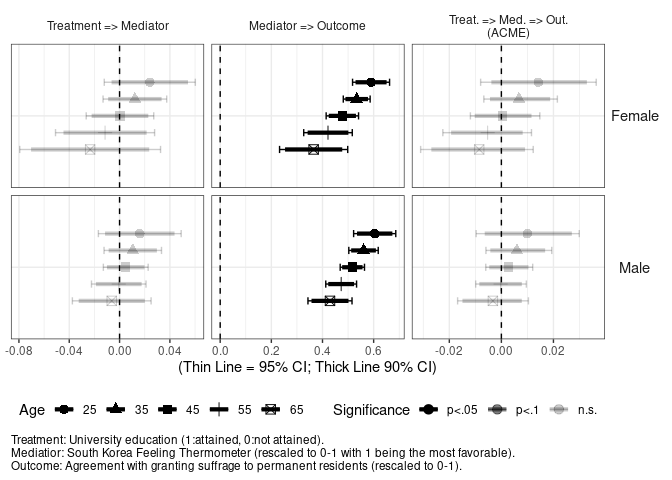 Treatment => Mediator
Mediator => Outcome
Treat. => Med. => Out.
(ACME)
Female
Male
-0.08 -0.04 0.00 0.04
0.0 0.2 0.4 0.6
-0.02 0.00 0.02
(Thin Line = 95% CI; Thick Line 90% CI)
Age 25 35 45 55 65 Significance p<.05 p<.1 n.s.
Treatment: University education (1:attained, 0:not attained).
Mediatior: South Korea Feeling Thermometer (rescaled to 0-1 with 1 being the most favorable).
Outcome: Agreement with granting suffrage to permanent residents (rescaled to 0-1).